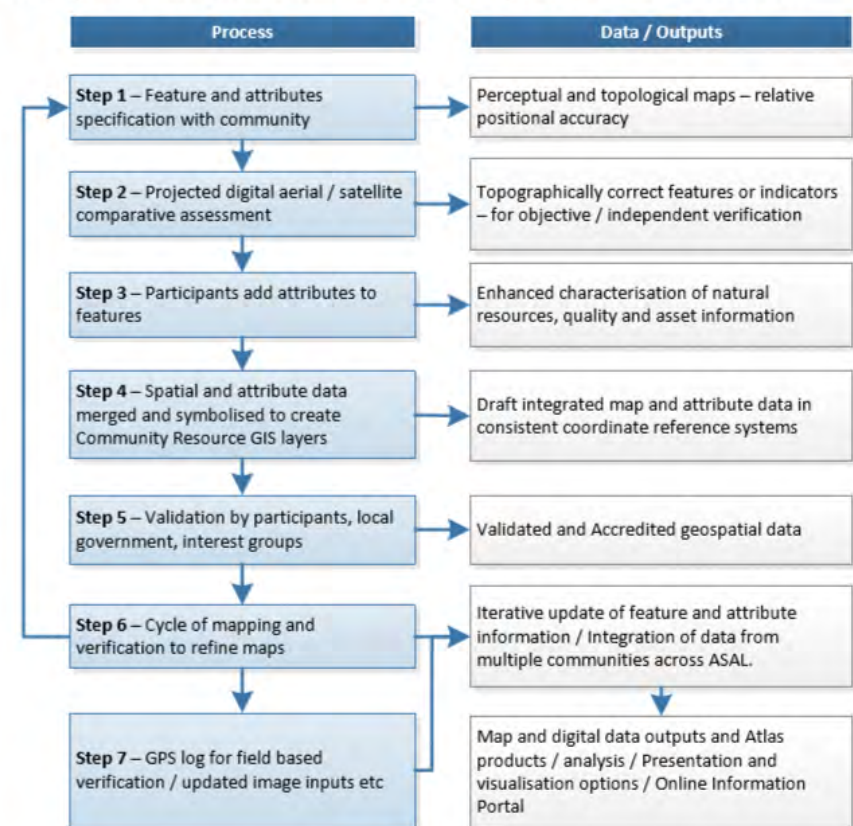 Process
Data / Outputs
Step 1 – Feature and attributes
specification with community
Perceptual and topological maps – relative
positional accuracy
Step 2 – Projected digital aerial / satellite
comparative assessment
Topographically correct features or indicators
– for objective / independent verification
Step 3 – Participants add attributes to
features
Enhanced characterisation of natural
resources, quality and asset information
Step 4 – Spatial and attribute data
merged and symbolised to create
Community Resource GIS layers
Draft integrated map and attribute data in
consistent coordinate reference systems
Step 5 – Validation by participants, local
government, interest groups
Validated and Accredited geospatial data
Step 6 – Cycle of mapping and
verification to refine maps
Iterative update of feature and attribute
information / Integration of data from
multiple communities across ASAL.
Step 7 – GPS log for field based
verification / updated image inputs etc
Map and digital data outputs and Atlas
products / analysis / Presentation and
visualisation options / Online Information
Portal